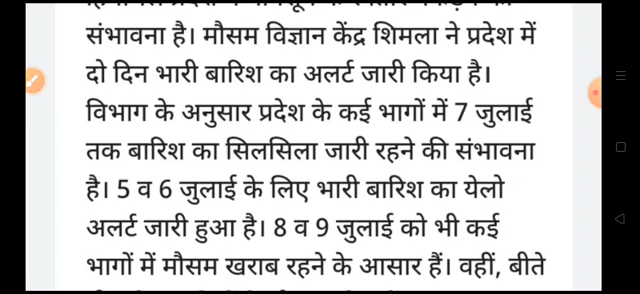 संभावना है। मौसम विज्ञान केंद्र शिमला ने प्रदेश में
दो दिन भारी बारिश का अलर्ट जारी किया है।
विभाग के अनुसार प्रदेश के कई भागों में 7 जुलाई
तक बारिश का सिलसिला जारी रहने की संभावना
है। 5 व 6 जुलाई के लिए भारी बारिश का येलो
अलर्ट जारी हुआ है। 8 व 9 जुलाई को भी कई
भागों में मौसम खराब रहने के आसार हैं। वहीं, बीते